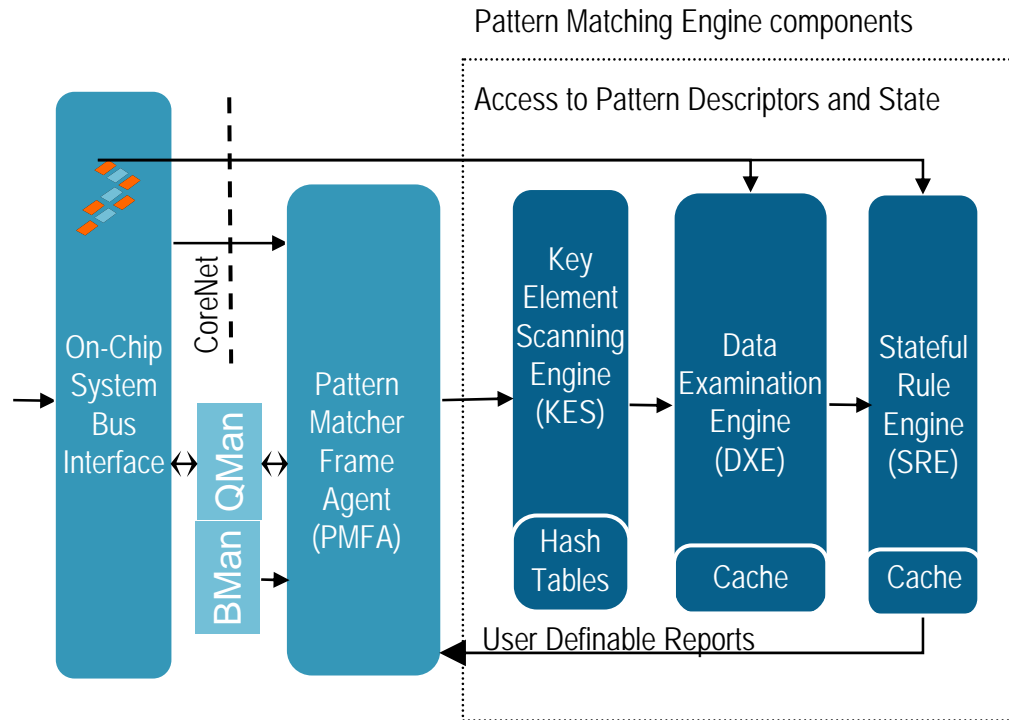 Pattern Matching Engine components
Access to Pattern Descriptors and State
On-Chip
System
Bus
Interface
CoreNet
QMan
BMan
Pattern
Matcher
Frame
Agent
(PMFA)
Key
Element
Scanning
Engine
(KES)
Hash
Tables
Data
Examination
Engine
(DXE)
Cache
Stateful
Rule
Engine
(SRE)
Cache
User Definable Reports